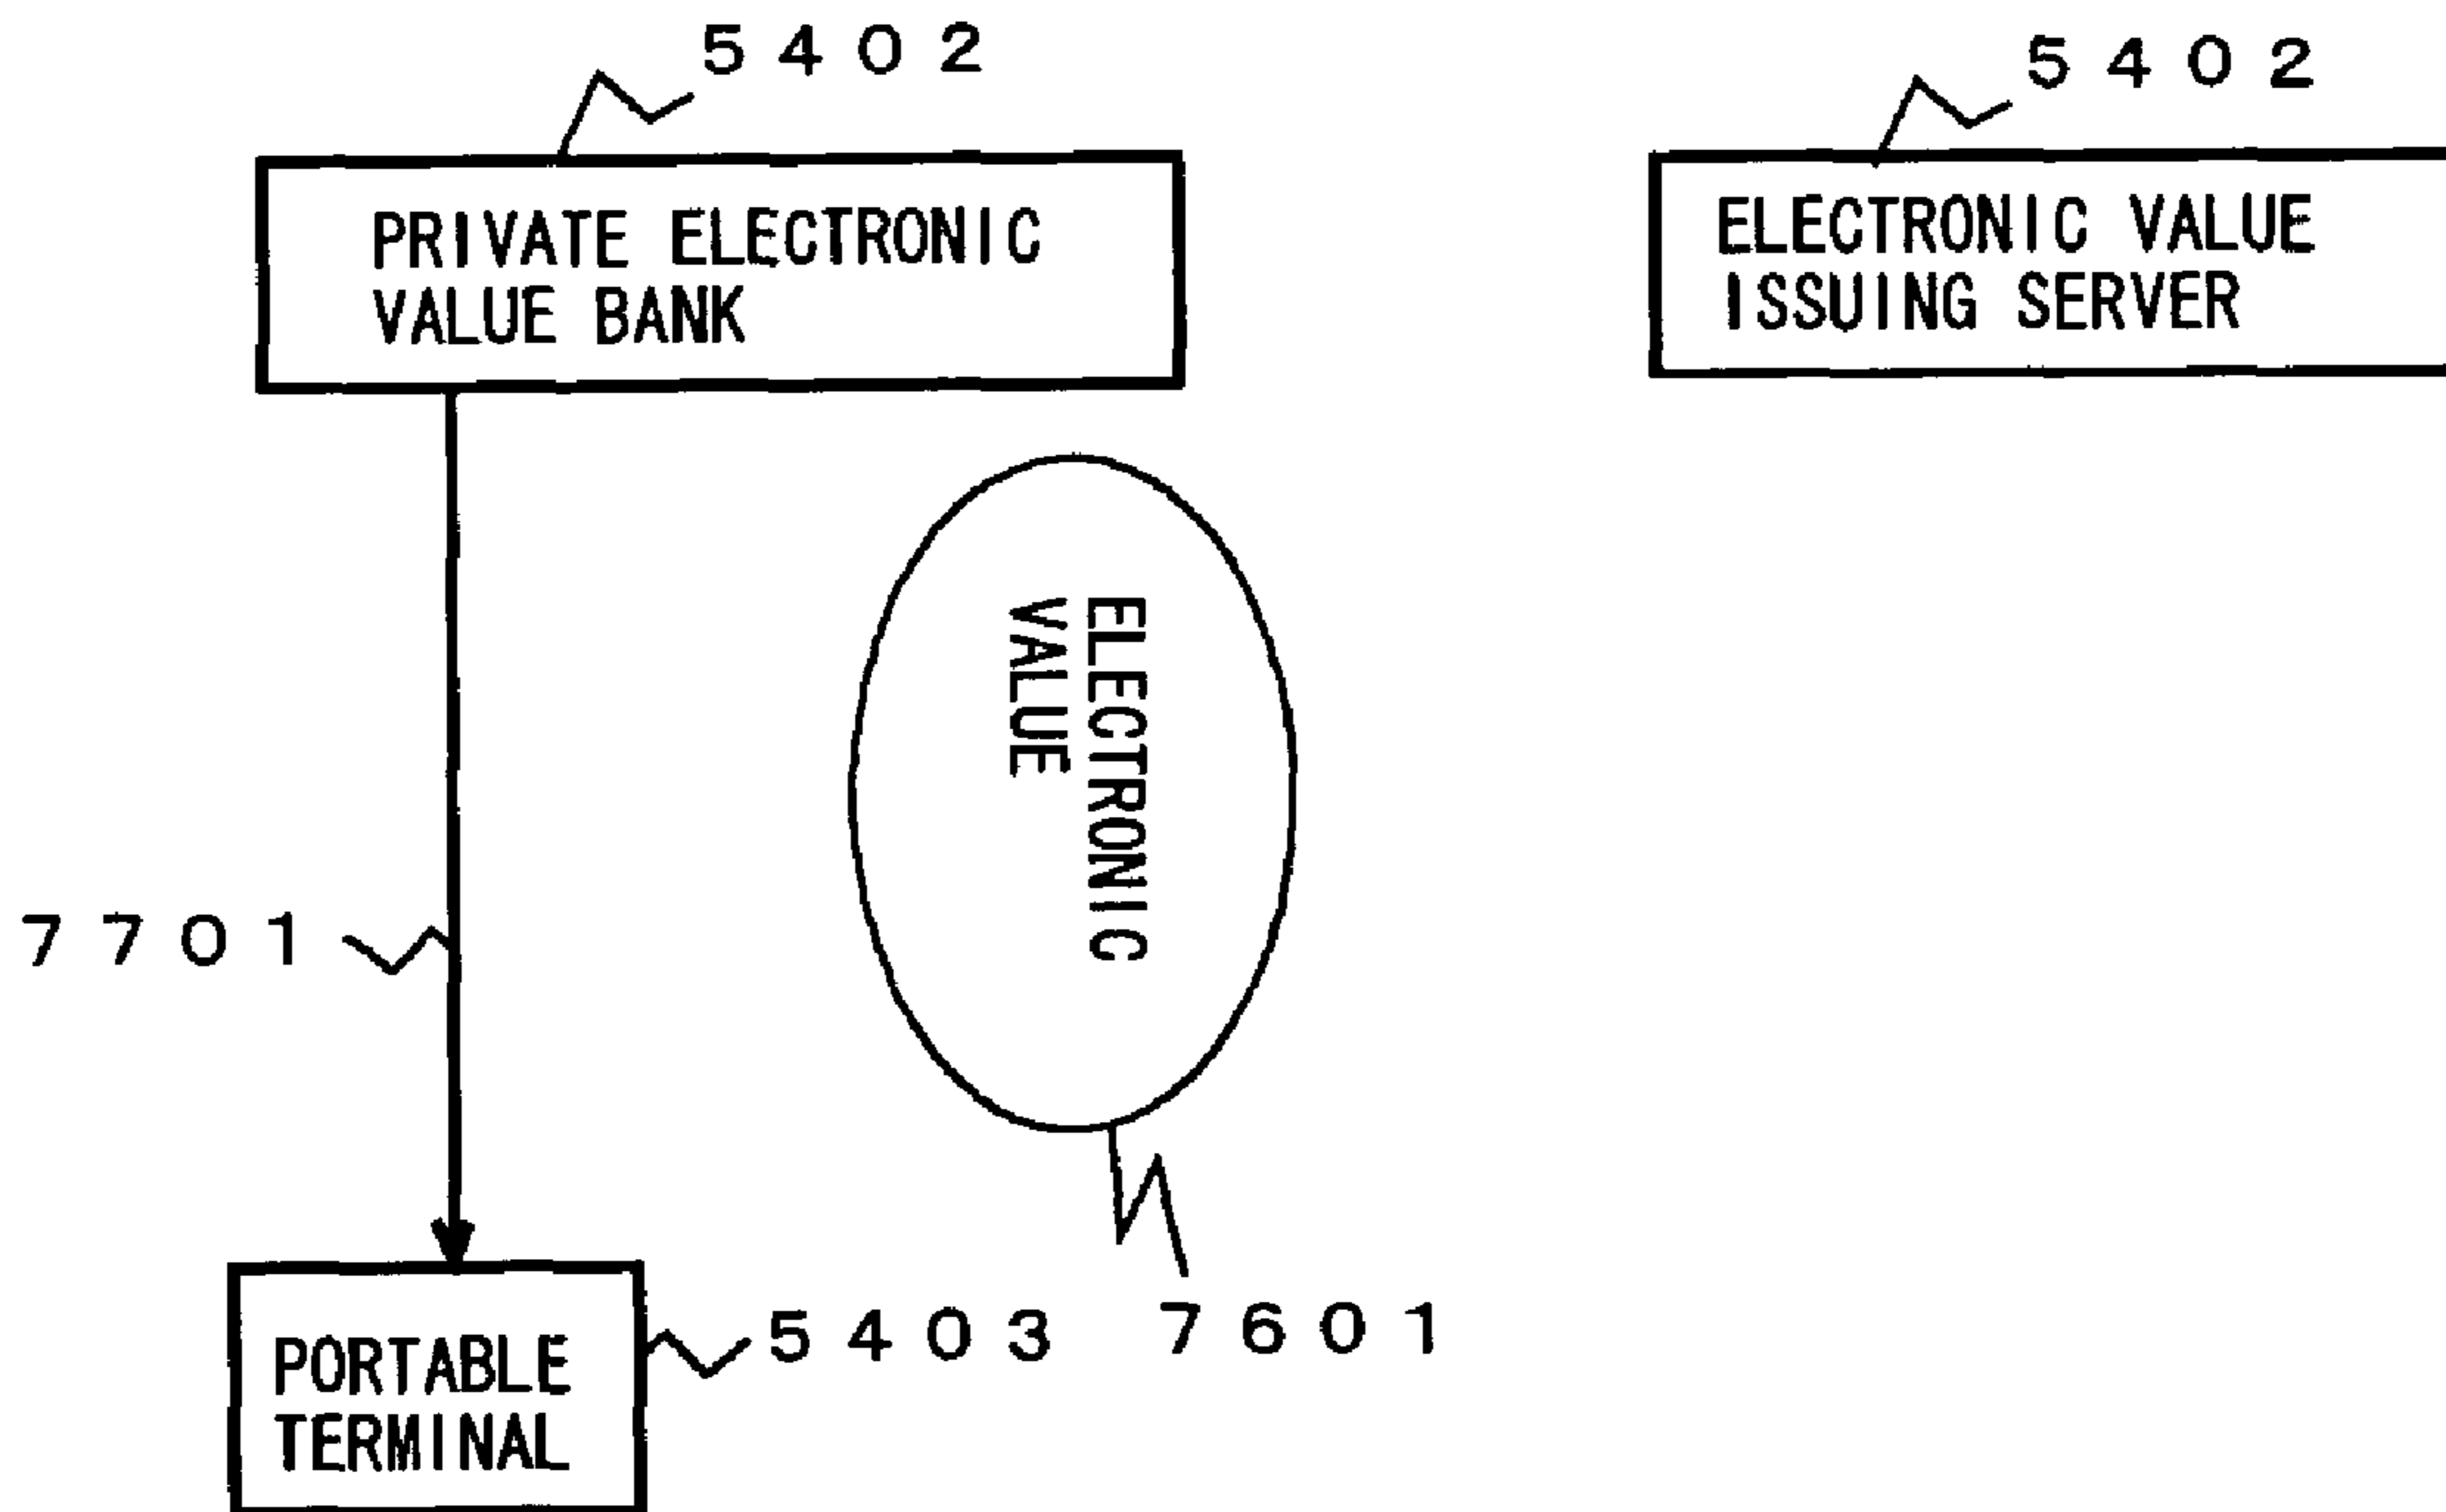 5402
5402
PRIVATE ELECTRONIC
VALUE BANK
ELECTRONIC VALUE
ISSUING SERVER
ELECTRONIC
VALUE
7701
5403
7601
PORTABLE
TERMINAL